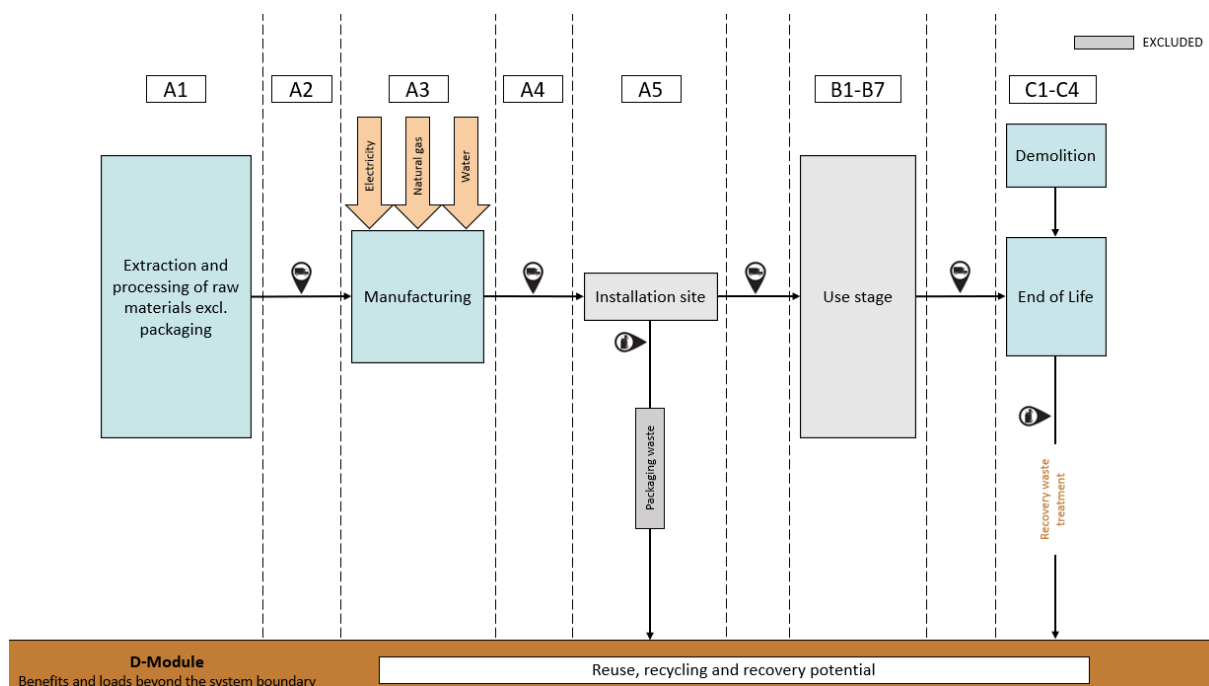 EXCLUDED
A1
A2
A3
A4
A5
B1-B7
C1-C4
Electricity
Natural gas
Water
Demolition
Extraction and
processing of raw
materials excl.
packaging
Manufacturing
Installation site
Use stage
End of Life
Packaging waste
Recovery waste
treatment
D-Module
Benefits and loads beyond the system boundary
Reuse, recycling and recovery potential